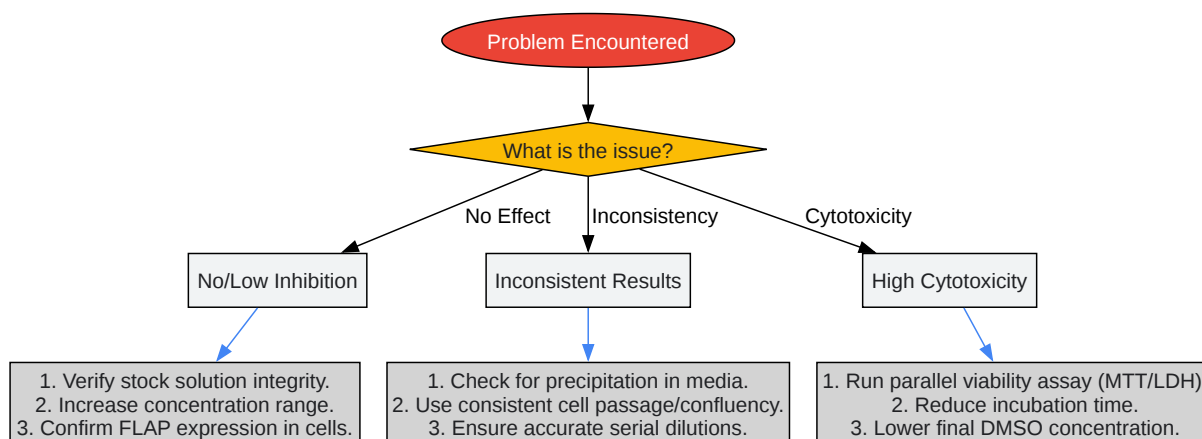 Problem Encountered
What is the issue?
No Effect
Inconsistency
Cytotoxicity
No/Low Inhibition
Inconsistent Results
High Cytotoxicity
1. Verify stock solution integrity.
2. Increase concentration range.
3. Confirm FLAP expression in cells.
1. Check for precipitation in media.
2. Use consistent cell passage/confluency.
3. Ensure accurate serial dilutions.
1. Run parallel viability assay (MTT/LDH)
2. Reduce incubation time.
3. Lower final DMSO concentration.